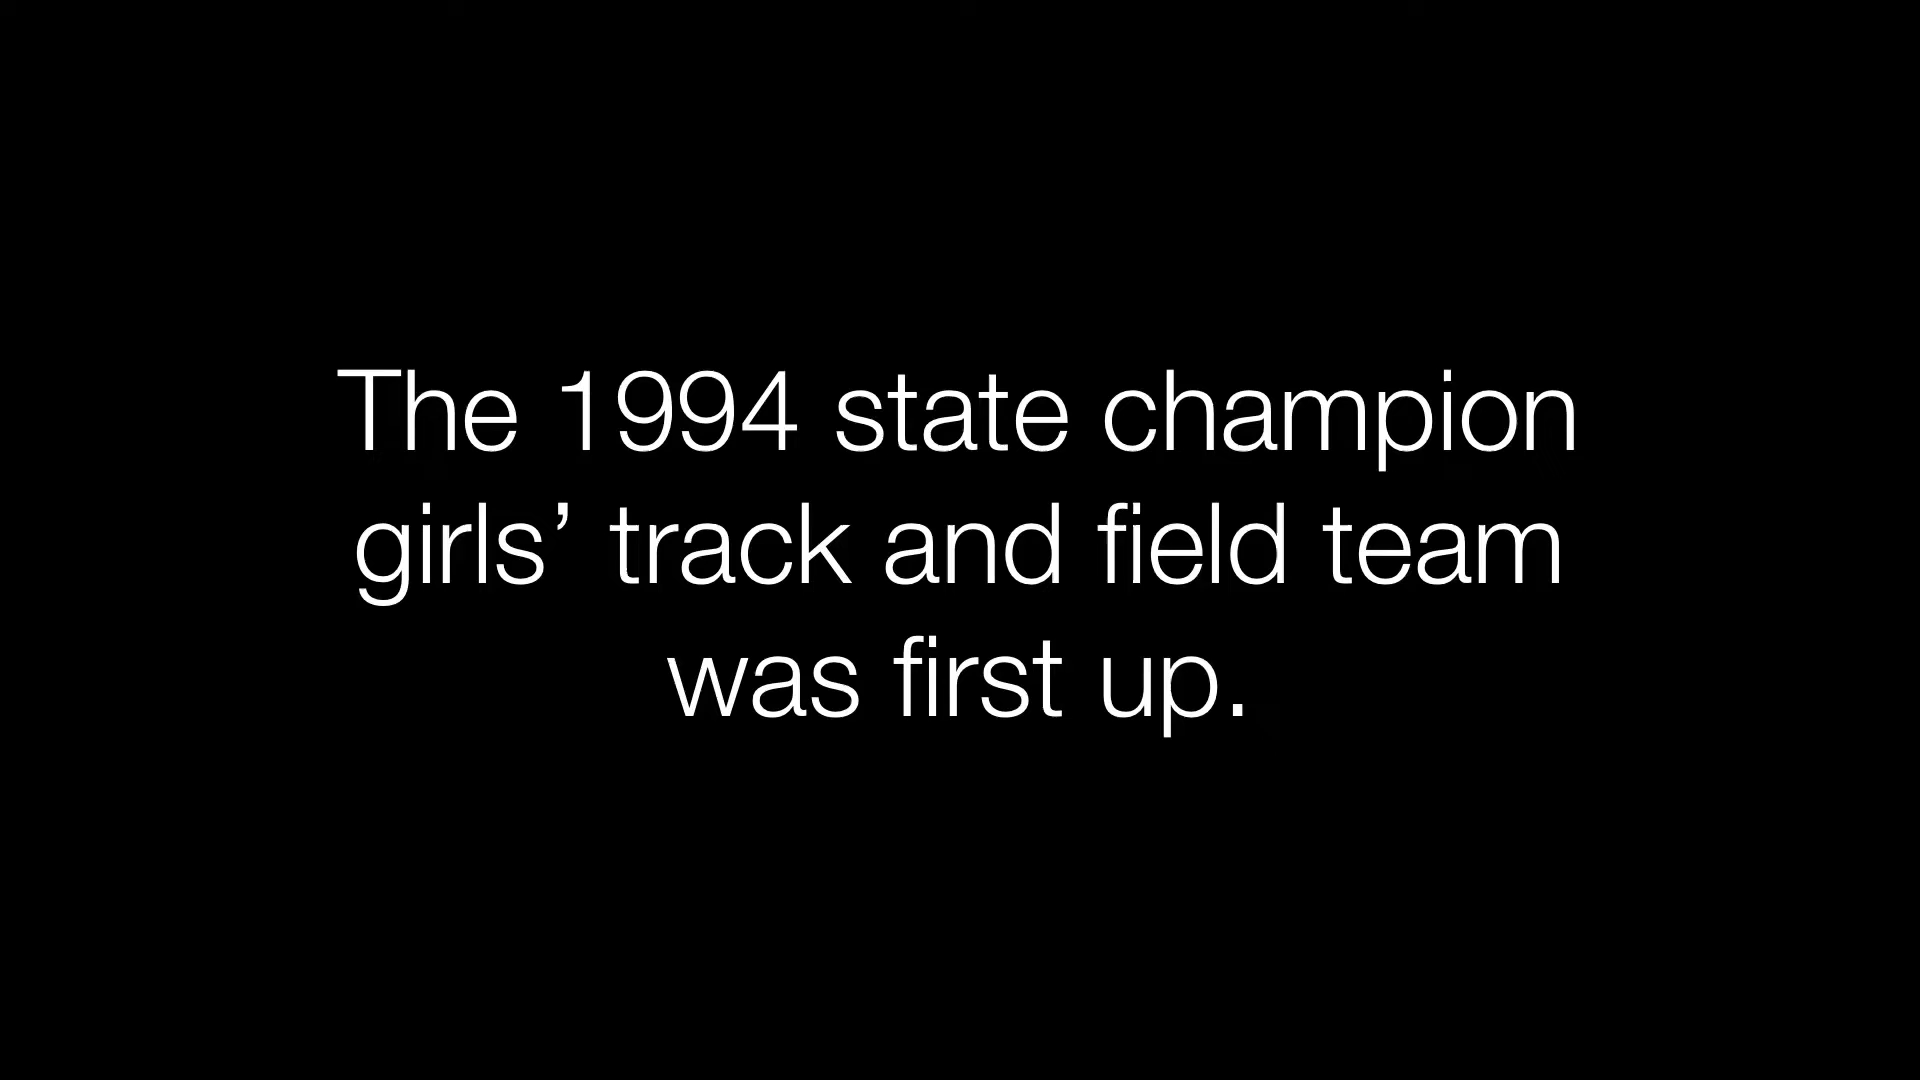 The 1994 state champion
girls’ track and field team
was first up.